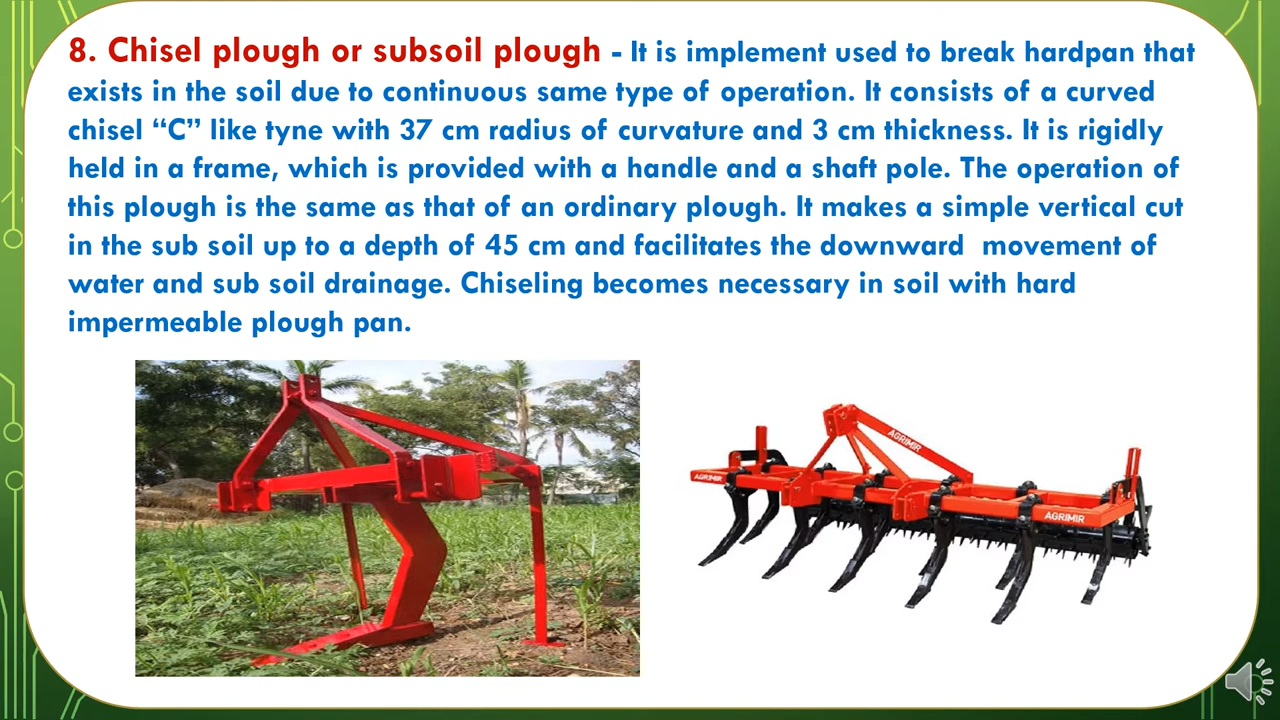 8. Chisel plough or subsoil plough - It is implement used to break hardpan that
exists in the soil due to continuous same type of operation. It consists of a curved
chisel “C” like tyne with 37 cm radius of curvature and 3 cm thickness. It is rigidly
held in a frame, which is provided with a handle and a shaft pole. The operation of
this plough is the same as that of an ordinary plough. It makes a simple vertical cut
in the sub soil up to a depth of 45 cm and facilitates the downward  movement of
water and sub soil drainage. Chiseling becomes necessary in soil with hard
impermeable plough pan.
AGRIMIR
AGRIMIR
AGRIMIR